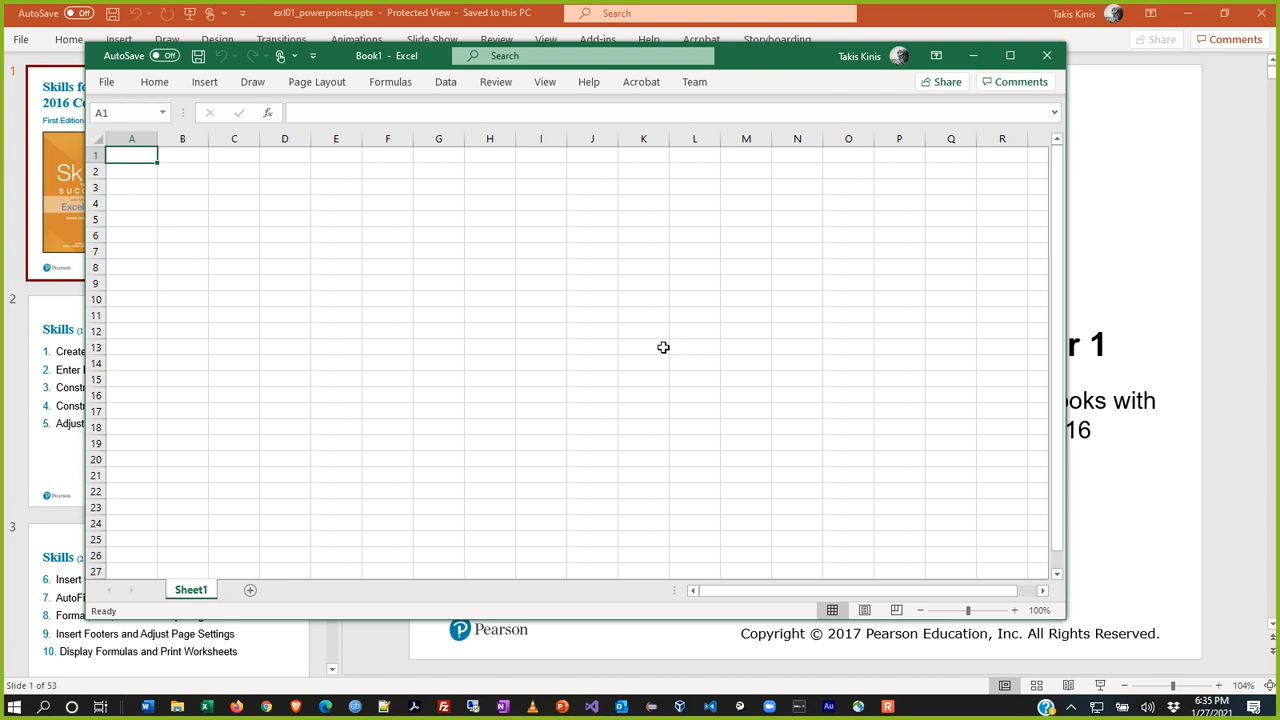 AutoSave Off exl01_powerpoints.pptx - Protected View - Saved to this PC Search Takis Kinis
File Home Insert Draw Design Transitions Animations Slide Show Review View Add-ins Help Acrobat Storyboarding Share Comments
AutoSave Off Book1 - Excel Search Takis Kinis
File Home Insert Draw Page Layout Formulas Data Review View Help Acrobat Team Share Comments
A1 fx
A B C D E F G H I J K L M N O P Q R
1
2
3
4
5
6
7
8
9
10
11
12
13
14
15
16
17
18
19
20
21
22
23
24
25
26
27
Sheet1
Ready 100%
1
Skills fo
2016 Co
First Edition
Sk
succ
Excel
Pearson
2
Skills (1
1. Create
2. Enter
3. Constr
4. Constr
5. Adjust
Pearson
3
Skills (2
6. Insert
7. AutoFi
8. Forma
9. Insert Footers and Adjust Page Settings
10. Display Formulas and Print Worksheets
r 1
ooks with
16
Pearson
Copyright © 2017 Pearson Education, Inc. All Rights Reserved.
Slide 1 of 53 104%
6:35 PM
1/27/2021